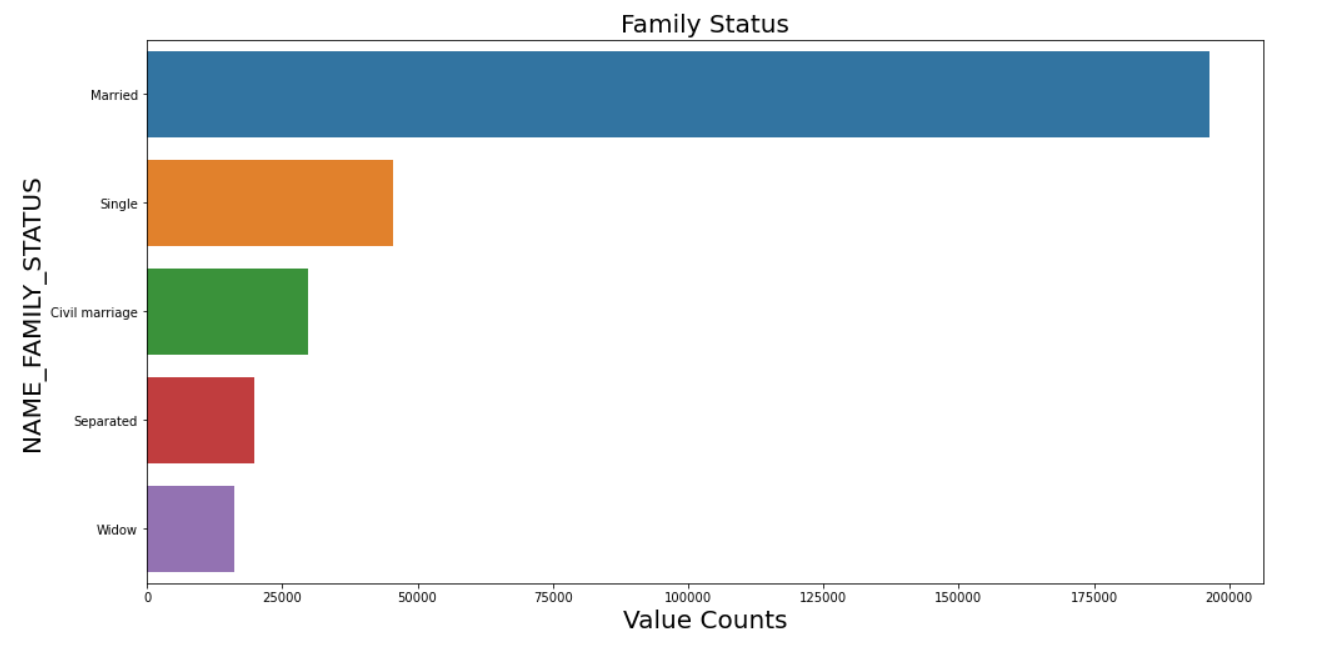 Family Status
NAME_FAMILY_STATUS
Married
Single
Civil marriage
Separated
Widow
0 25000 50000 75000 100000 125000 150000 175000 200000
Value Counts